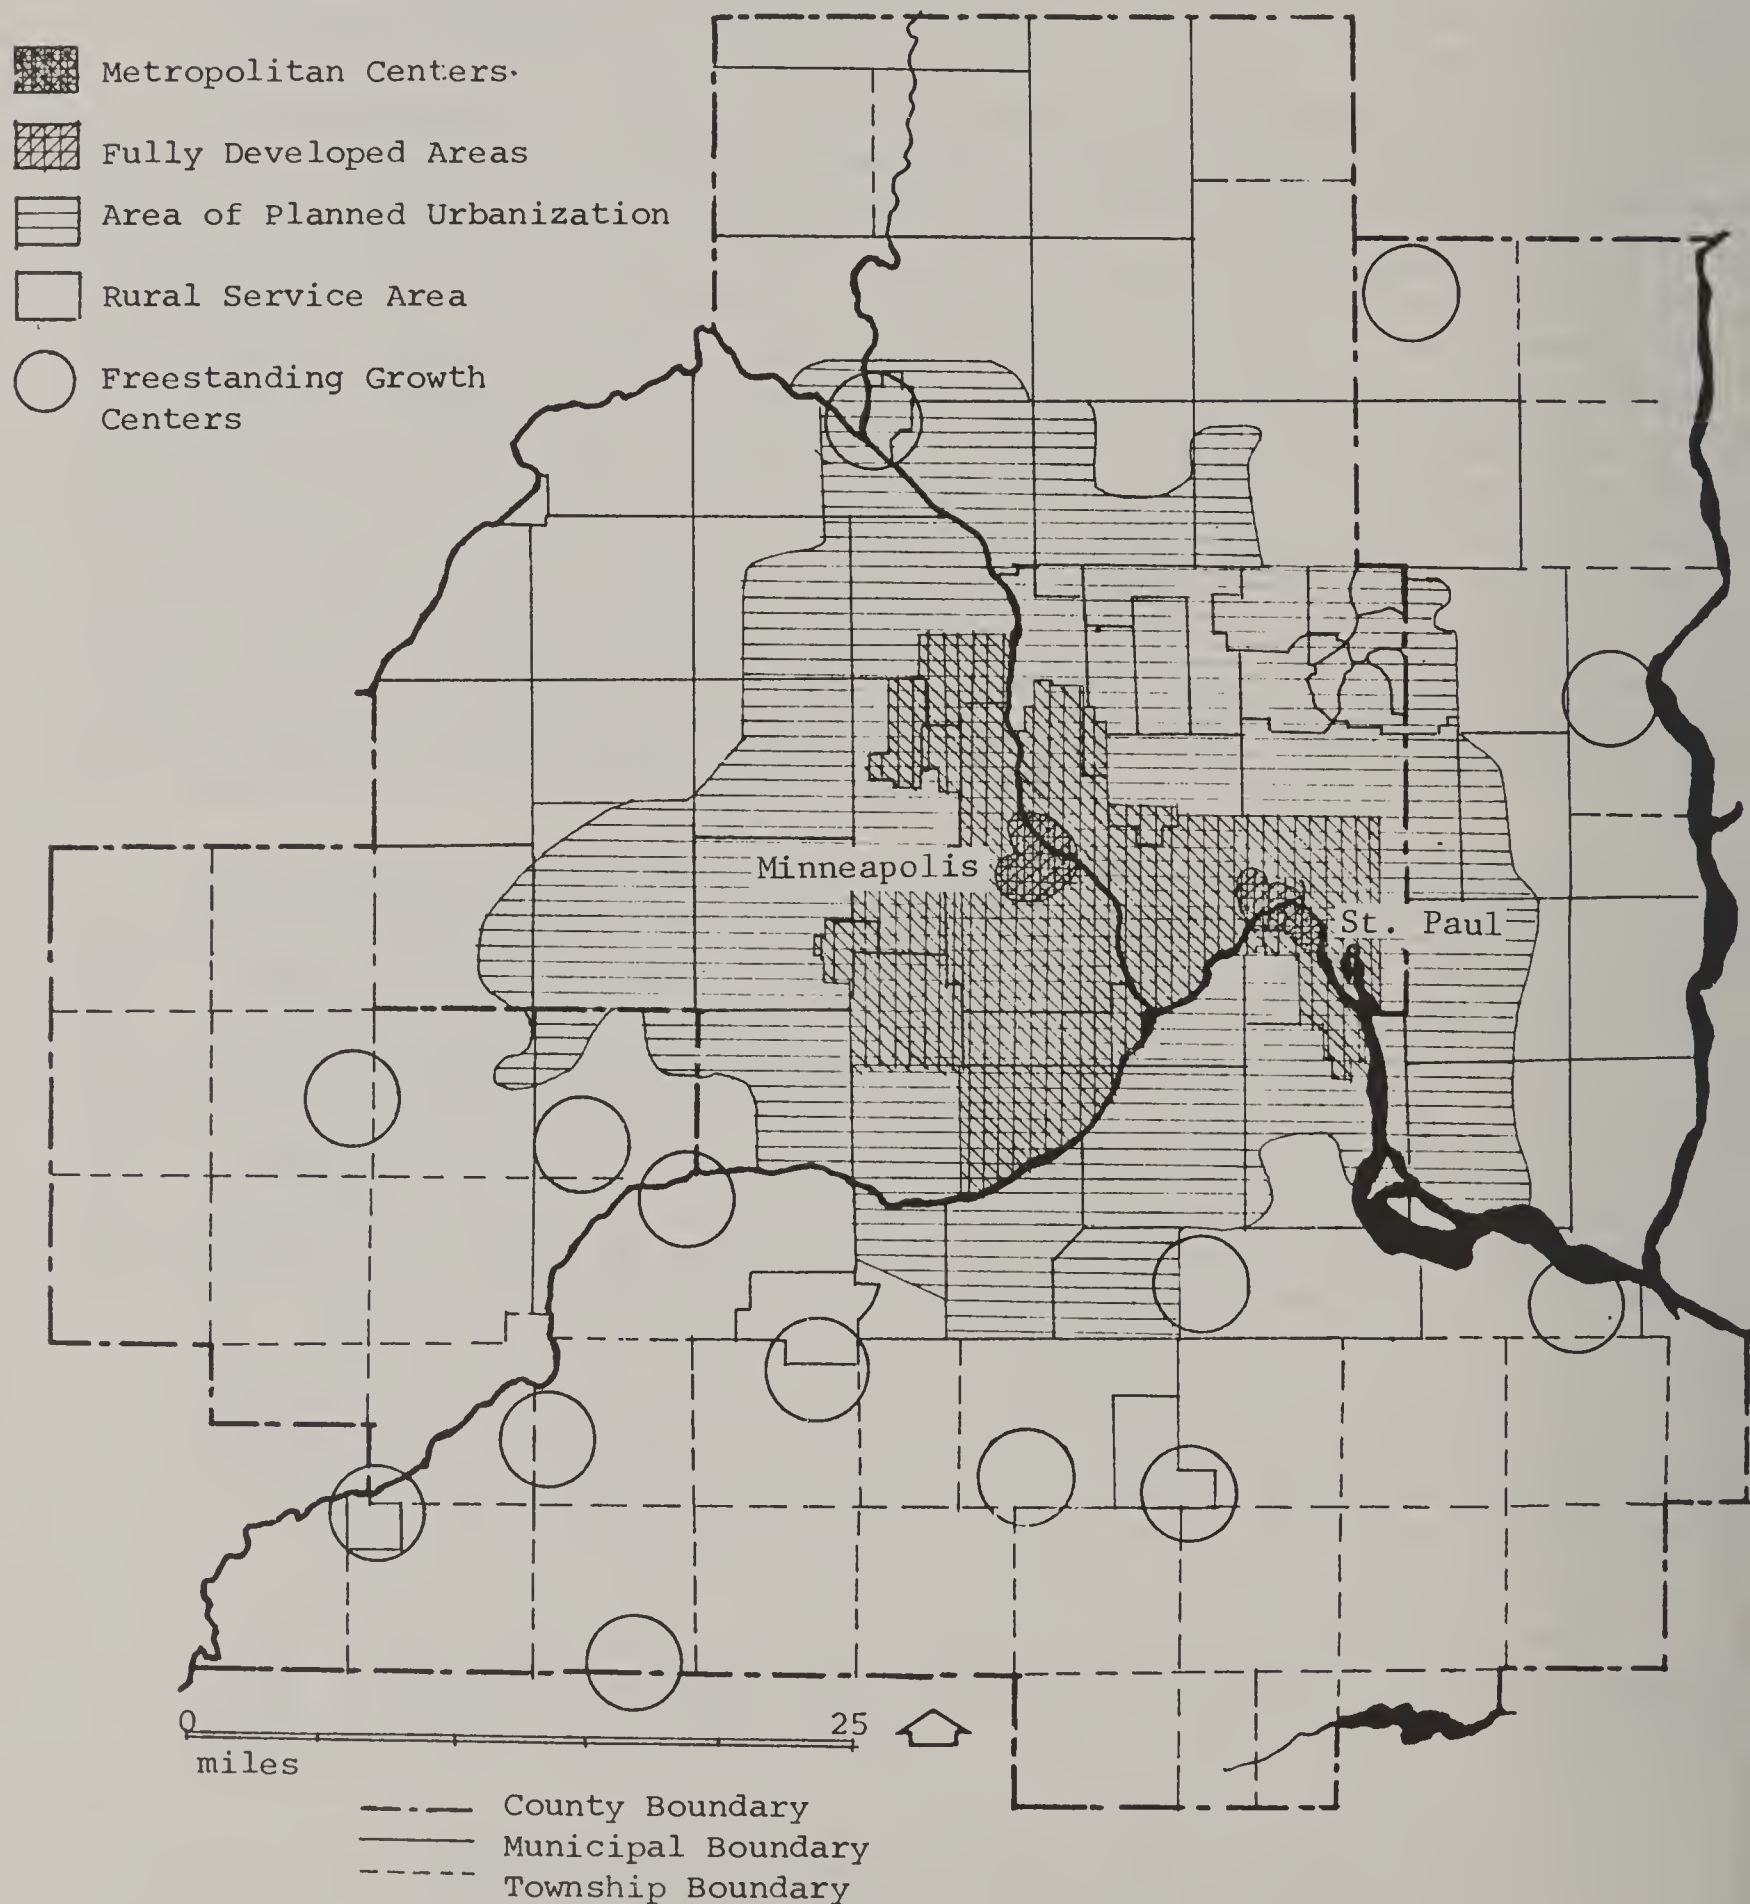 Metropolitan Centers
Fully Developed Areas
Area of Planned Urbanization
Rural Service Area
Freestanding Growth
Centers
Minneapolis
St. Paul
0 25
miles
County Boundary
Municipal Boundary
Township Boundary